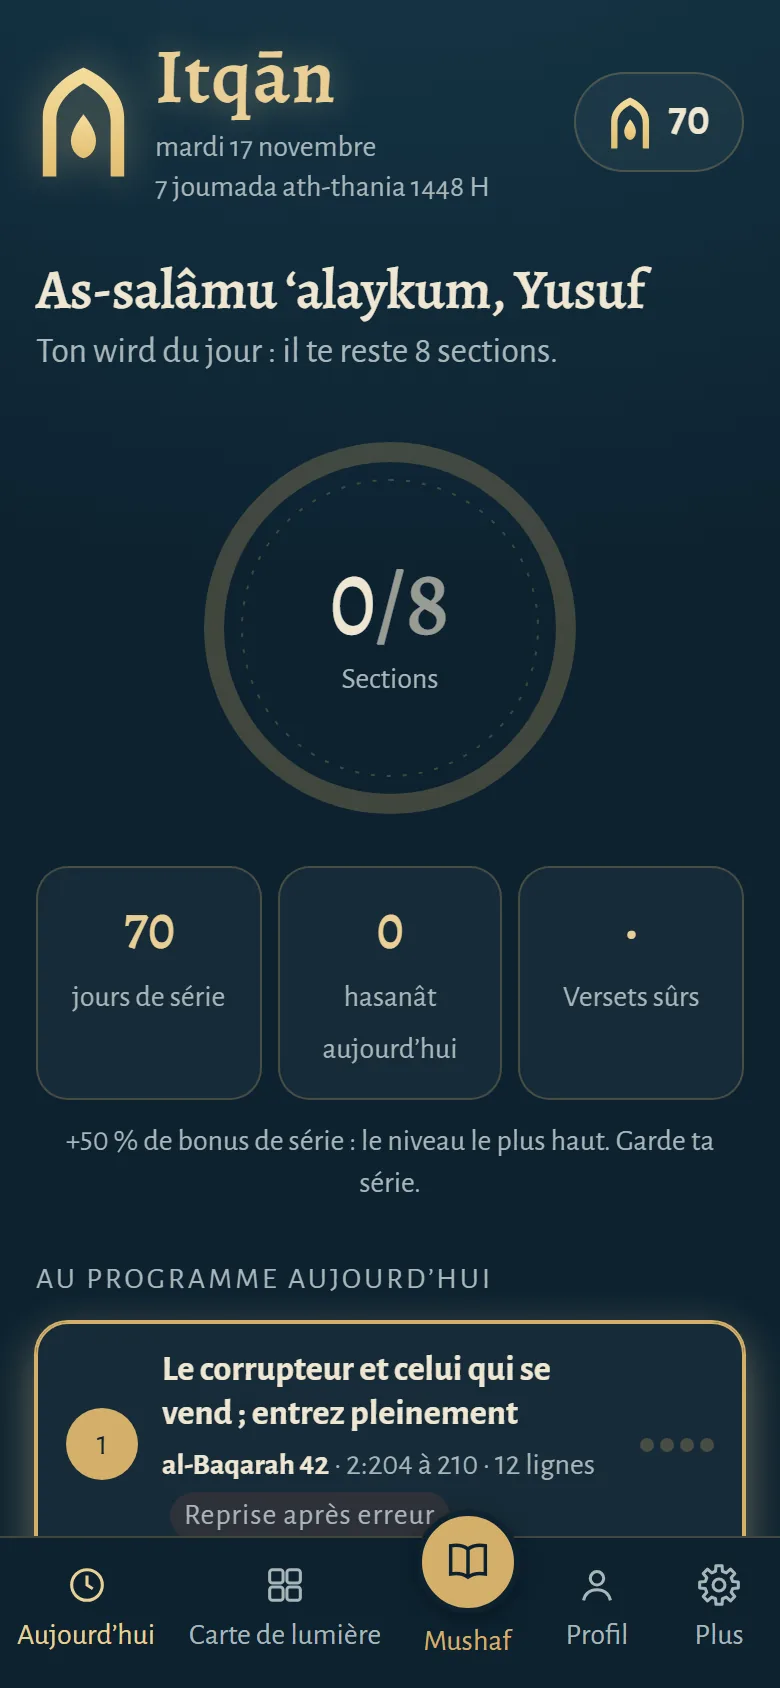 Itqān
mardi 17 novembre
7 joumada ath-thania 1448 H
70
As-salâmu ‘alaykum, Yusuf
Ton wird du jour : il te reste 8 sections.
0/8
Sections
70
jours de série
0
hasanât
aujourd’hui
·
Versets sûrs
+50 % de bonus de série : le niveau le plus haut. Garde ta
série.
AU PROGRAMME AUJOURD’HUI
1
Le corrupteur et celui qui se
vend ; entrez pleinement
al-Baqarah 42 · 2:204 à 210 · 12 lignes
Reprise après erreur
Aujourd’hui
Carte de lumière
Mushaf
Profil
Plus